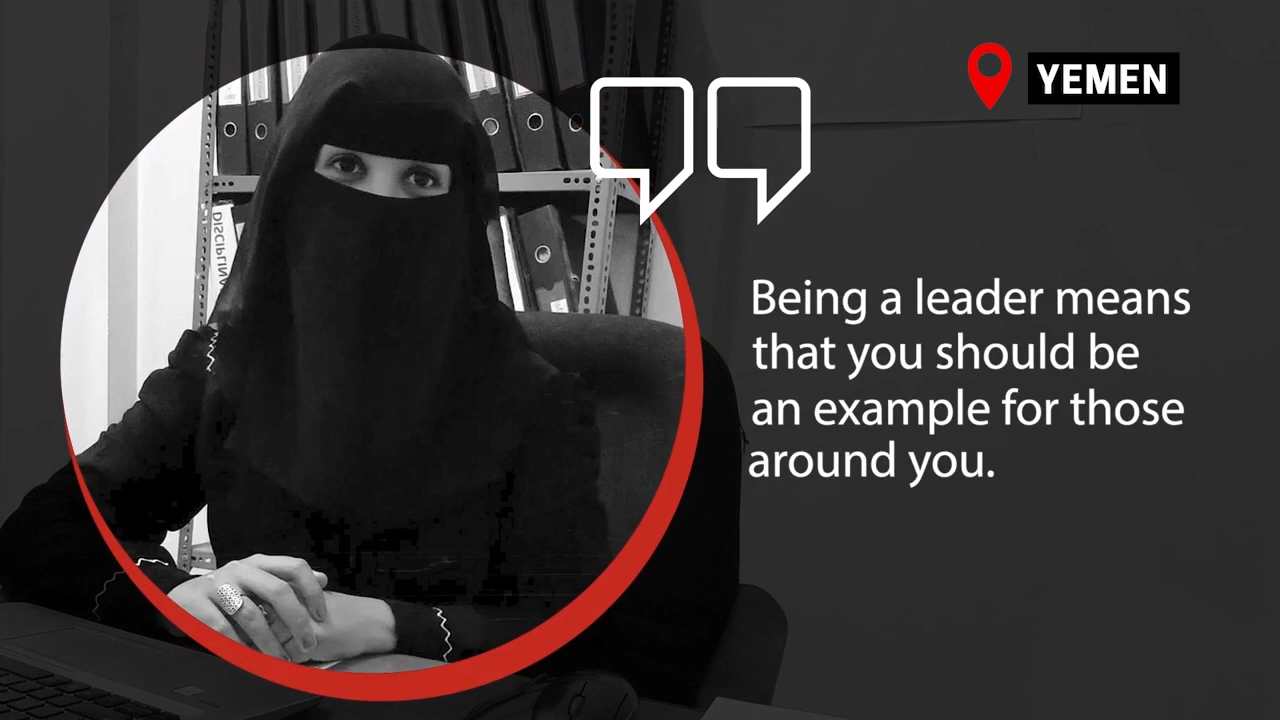 YEMEN
Being a leader means
that you should be
an example for those
around you.